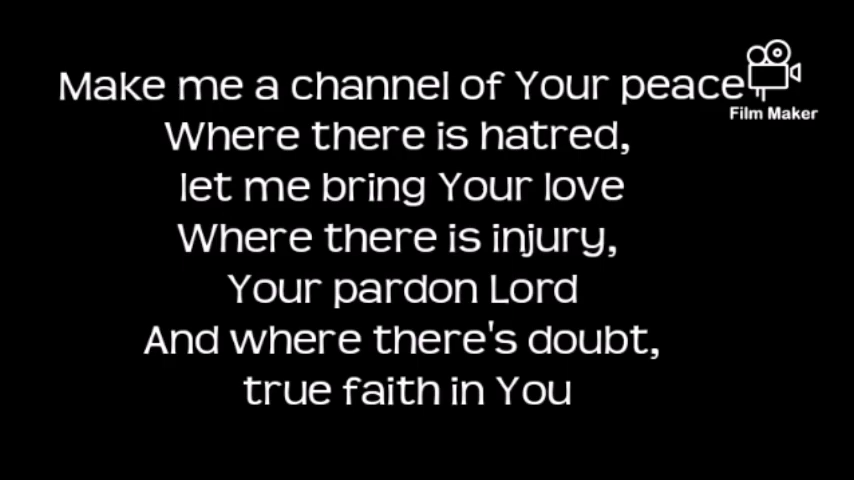 Make me a channel of Your peace
Film Maker
Where there is hatred,
let me bring Your love
Where there is injury,
Your pardon Lord
And where there's doubt,
true faith in You